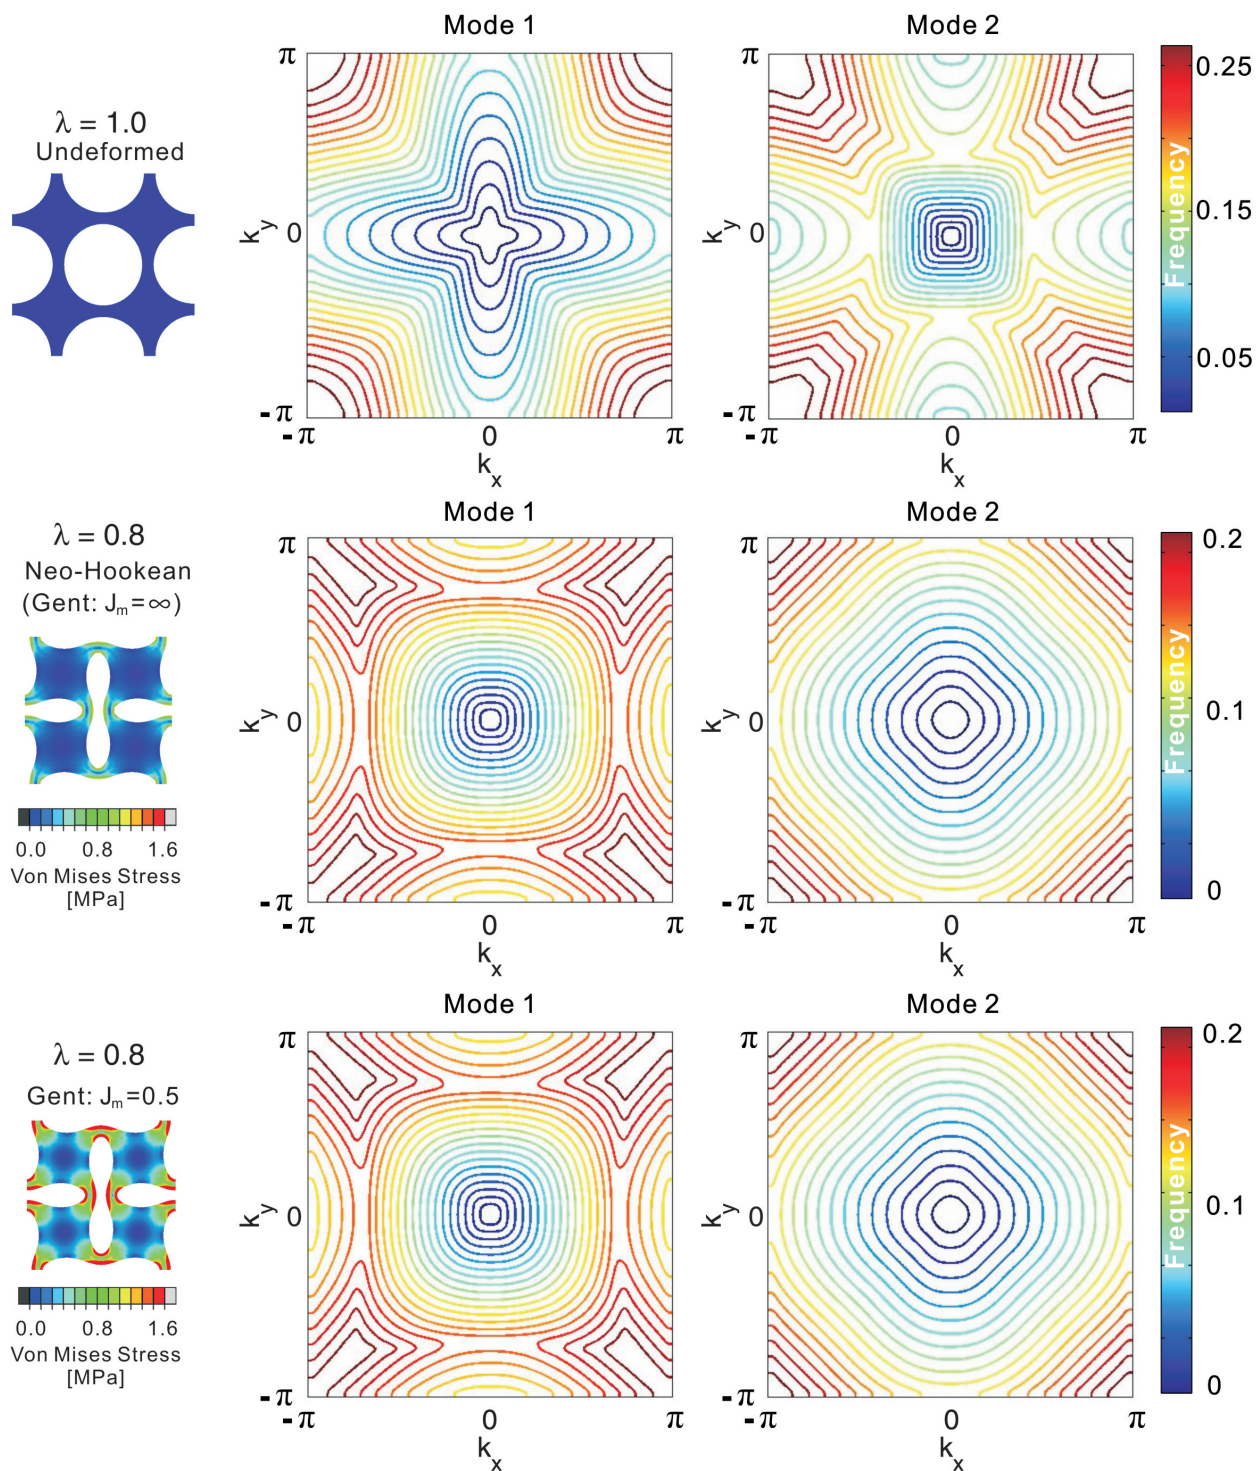 Mode 1
Mode 2
λ = 1.0
Undeformed
π
k_y 0
-π
-π 0 π
k_x
π
k_y 0
-π
-π 0 π
k_x
0.25
0.15
0.05
Frequency
Mode 1
Mode 2
λ = 0.8
Neo-Hookean
(Gent: J_m=∞)
0.0 0.8 1.6
Von Mises Stress
[MPa]
π
k_y 0
-π
-π 0 π
k_x
π
k_y 0
-π
-π 0 π
k_x
0.2
0.1
0
Frequency
Mode 1
Mode 2
λ = 0.8
Gent: J_m=0.5
0.0 0.8 1.6
Von Mises Stress
[MPa]
π
k_y 0
-π
-π 0 π
k_x
π
k_y 0
-π
-π 0 π
k_x
0.2
0.1
0
Frequency